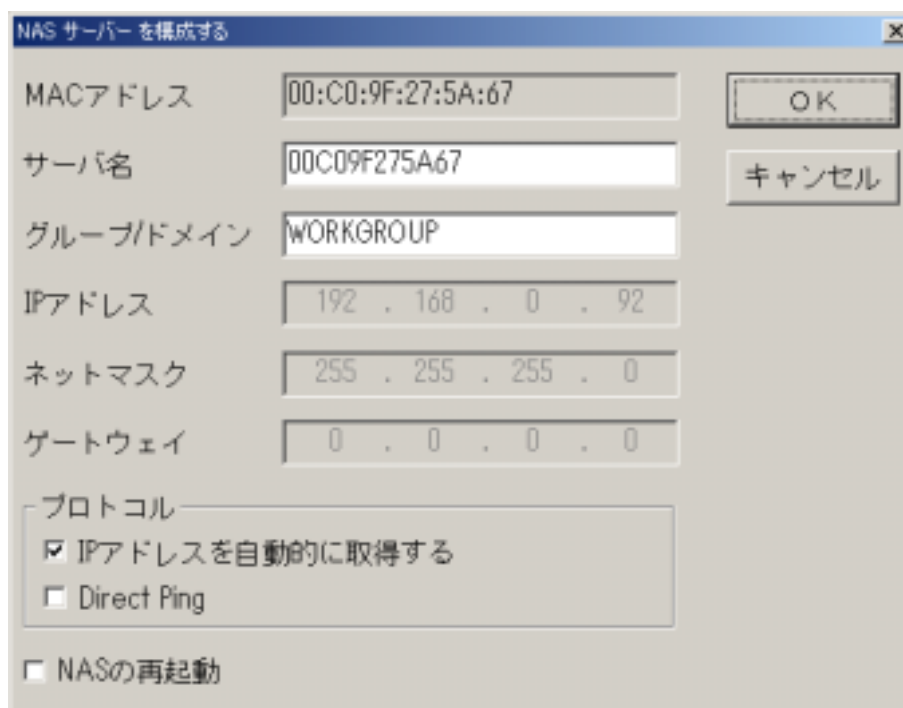 NAS サーバー を構成する
MACアドレス 00:C0:9F:27:5A:67
OK
サーバ名 00C09F275A67
キャンセル
グループ/ドメイン WORKGROUP
IPアドレス 192 . 168 . 0 . 92
ネットマスク 255 . 255 . 255 . 0
ゲートウェイ 0 . 0 . 0 . 0
プロトコル
IPアドレスを自動的に取得する
Direct Ping
NASの再起動